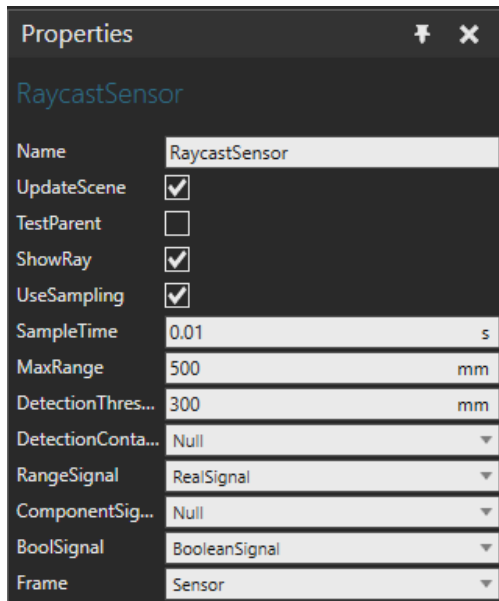 Properties
RaycastSensor
Name RaycastSensor
UpdateScene
TestParent
ShowRay
UseSampling
SampleTime 0.01 s
MaxRange 500 mm
DetectionThres... 300 mm
DetectionConta... Null
RangeSignal RealSignal
ComponentSig... Null
BoolSignal BooleanSignal
Frame Sensor